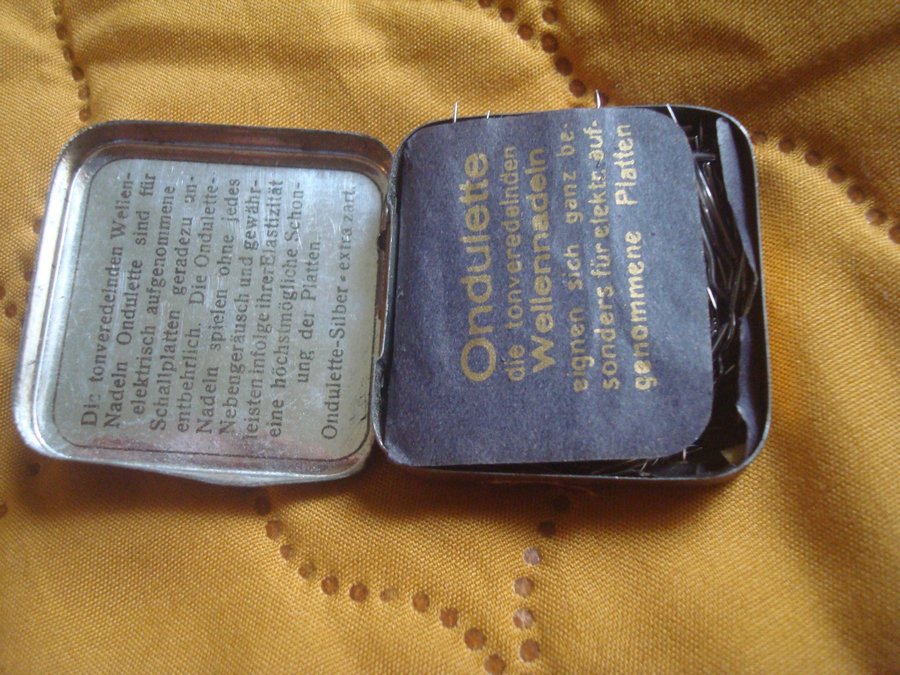 Die tonveredelnden Wellen-
Nadeln Ondulette sind für
elektrisch aufgenommene
Schallplatten geradezu un-
entbehrlich. Die Ondulette-
Nadeln spielen ohne jedes
Nebengeräusch und gewähr-
leisten infolge ihrer Elastizität
eine höchstmögliche Schon-
ung der Platten.
Ondulette-Silber = extra zart.
Ondulette
die tonveredelnden
Wellennadeln
eignen sich ganz be-
sonders für elektr. auf-
genommene Platten